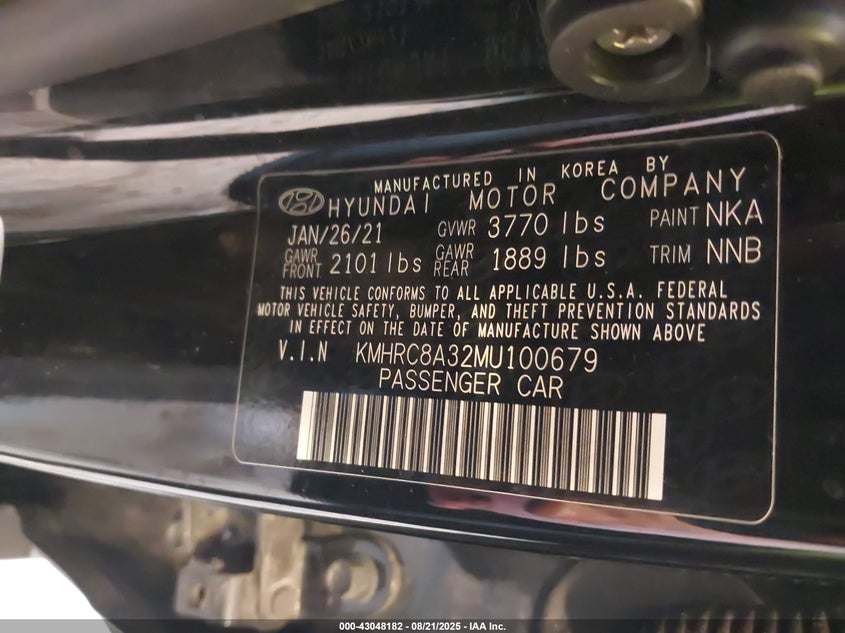 MANUFACTURED IN KOREA BY
HYUNDAI MOTOR COMPANY
JAN/26/21 GVWR 3770 lbs PAINT NKA
GAWR FRONT 2101 lbs GAWR REAR 1889 lbs TRIM NNB
THIS VEHICLE CONFORMS TO ALL APPLICABLE U.S.A. FEDERAL
MOTOR VEHICLE SAFETY, BUMPER, AND THEFT PREVENTION STANDARDS
IN EFFECT ON THE DATE OF MANUFACTURE SHOWN ABOVE
V.I.N KMHRC8A32MU100679
PASSENGER CAR
000-43048182 - 08/21/2025 - IAA Inc.